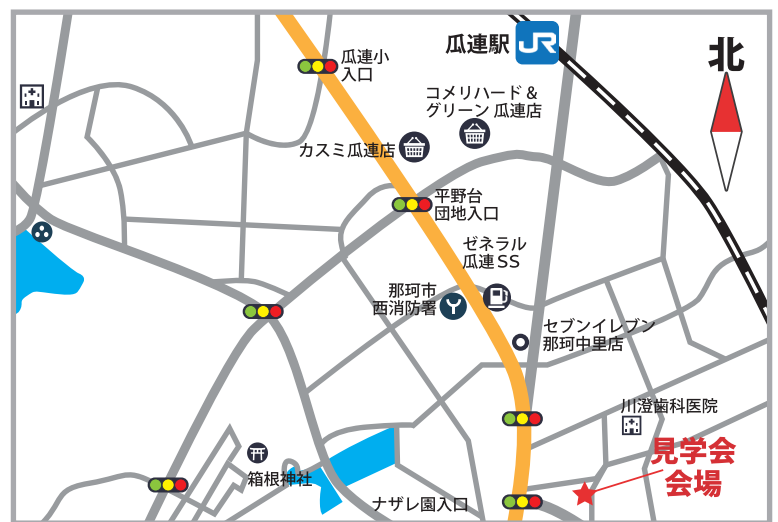 瓜連駅
JR
北
瓜連小
入口
コメリハード&
グリーン 瓜連店
カスミ瓜連店
平野台
団地入口
ゼネラル
瓜連SS
那珂市
西消防署
セブンイレブン
那珂中里店
川澄歯科医院
見学会
会場
箱根神社
ナザレ園入口